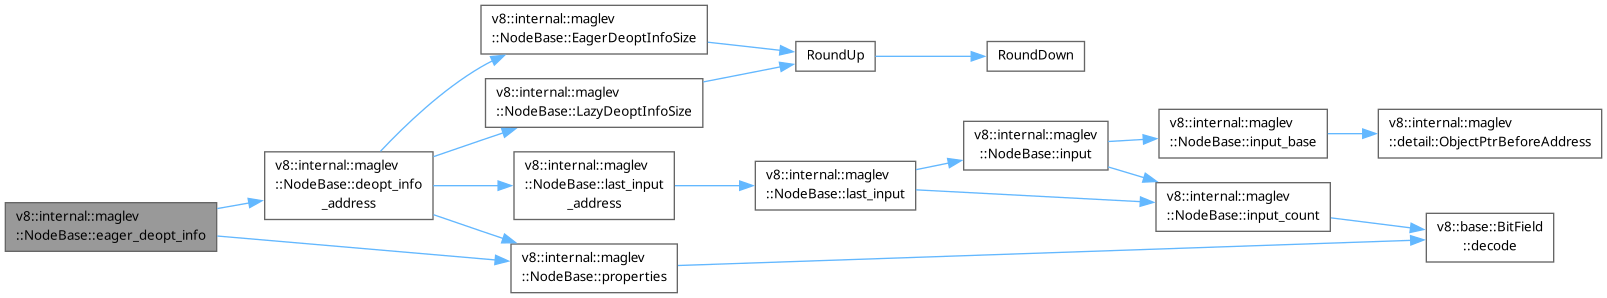 v8::internal::maglev
::NodeBase::eager_deopt_info
v8::internal::maglev
::NodeBase::deopt_info
_address
v8::internal::maglev
::NodeBase::EagerDeoptInfoSize
v8::internal::maglev
::NodeBase::LazyDeoptInfoSize
v8::internal::maglev
::NodeBase::last_input
_address
v8::internal::maglev
::NodeBase::properties
RoundUp
RoundDown
v8::internal::maglev
::NodeBase::last_input
v8::internal::maglev
::NodeBase::input
v8::internal::maglev
::NodeBase::input_base
v8::internal::maglev
::NodeBase::input_count
v8::internal::maglev
::detail::ObjectPtrBeforeAddress
v8::base::BitField
::decode